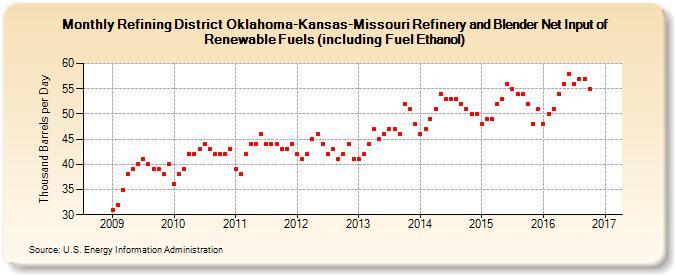 Monthly Refining District Oklahoma-Kansas-Missouri Refinery and Blender Net Input of
Renewable Fuels (including Fuel Ethanol)
Thousand Barrels per Day
60
55
50
45
40
35
30
2009 2010 2011 2012 2013 2014 2015 2016 2017
Source: U.S. Energy Information Administration